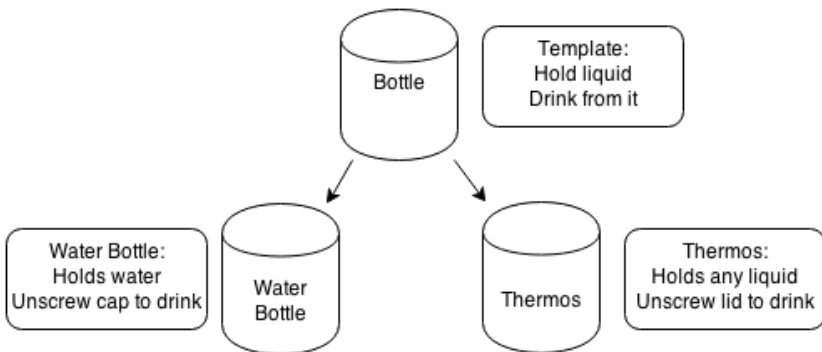 Bottle
Template:
Hold liquid
Drink from it
Water Bottle:
Holds water
Unscrew cap to drink
Water
Bottle
Thermos
Thermos:
Holds any liquid
Unscrew lid to drink